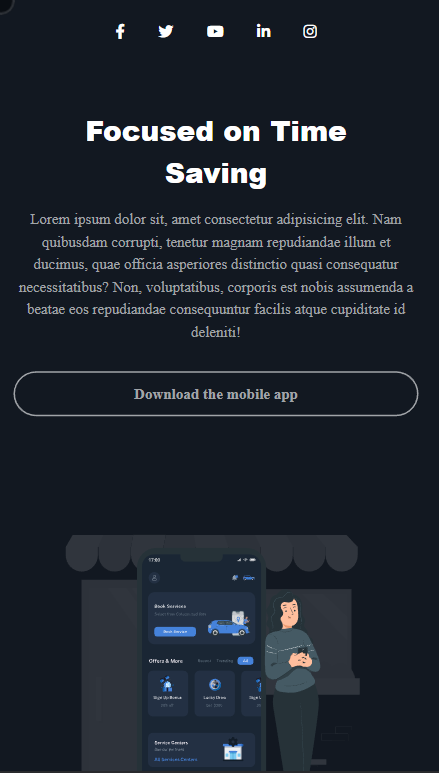 Focused on Time
Saving
Lorem ipsum dolor sit, amet consectetur adipisicing elit. Nam
quibusdam corrupti, tenetur magnam repudiandae illum et
ducimus, quae officia asperiores distinctio quasi consequatur
necessitatibus? Non, voluptatibus, corporis est nobis assumenda a
beatae eos repudiandae consequuntur facilis atque cupiditate id
deleniti!
Download the mobile app
17:00
Book Services
Book Service
Offers & More
Trending All
Sign Up Bonus Lucky Draw Sign Up
Service Centers
All Services Centers